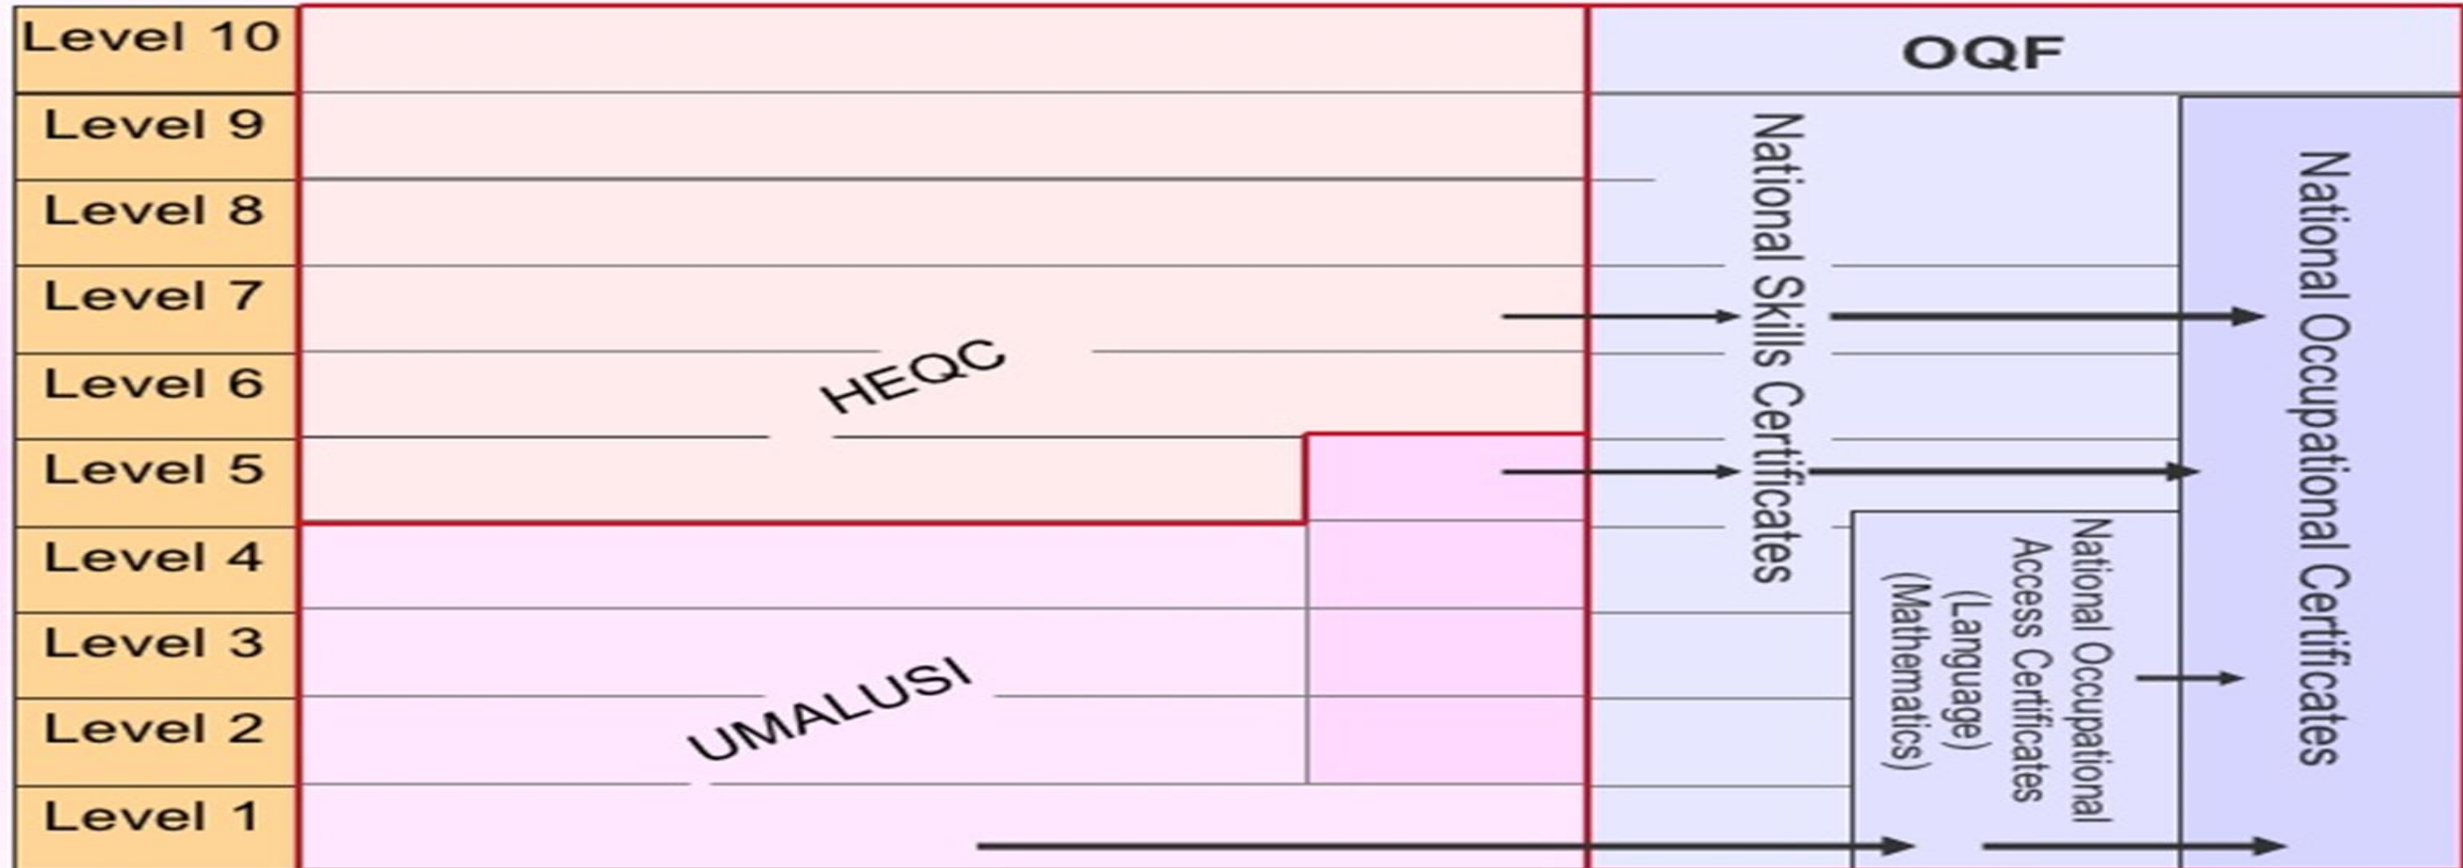 Level 10
OQF
Level 9
Level 8
Level 7
Level 6
Level 5
Level 4
Level 3
Level 2
Level 1
HEQC
UMALUSI
National Skills Certificates
National Occupational
Access Certificates
(Language)
(Mathematics)
National Occupational Certificates